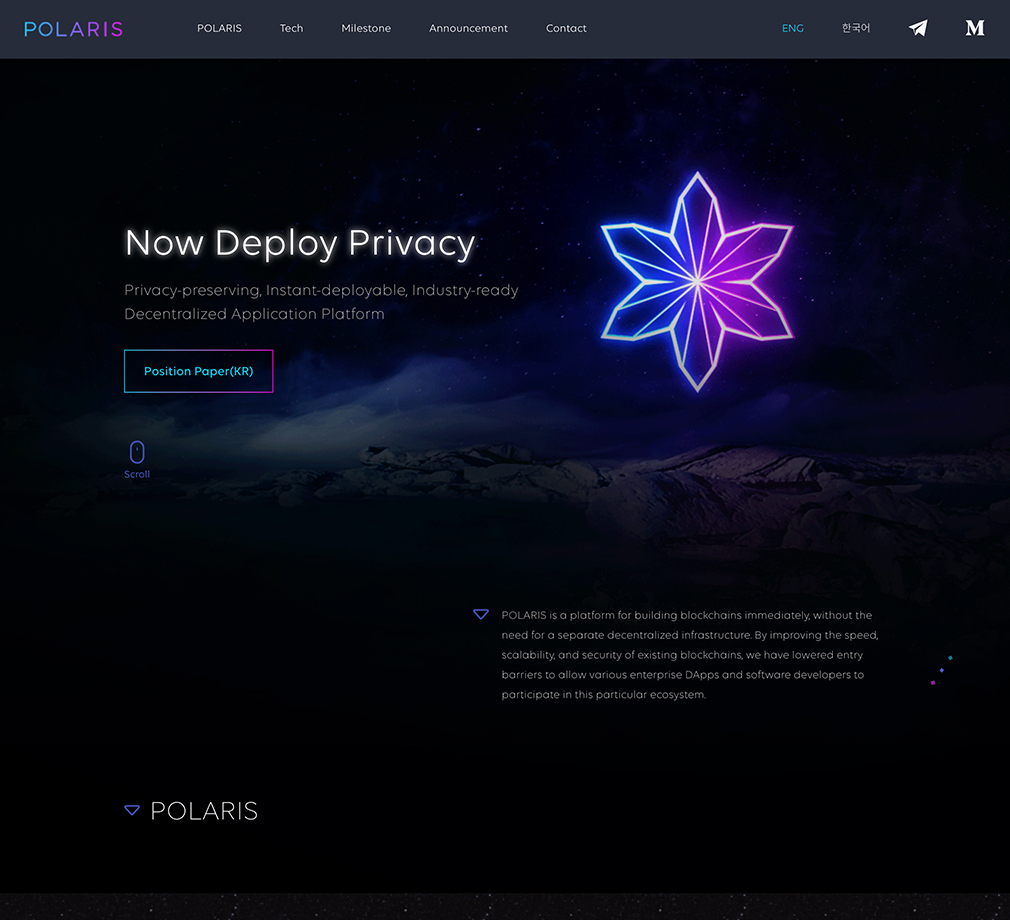 POLARIS
POLARIS Tech Milestone Announcement Contact
ENG 한국어 M
Now Deploy Privacy
Privacy-preserving, Instant-deployable, Industry-ready
Decentralized Application Platform
Position Paper(KR)
Scroll
POLARIS is a platform for building blockchains immediately, without the
need for a separate decentralized infrastructure. By improving the speed,
scalability, and security of existing blockchains, we have lowered entry
barriers to allow various enterprise DApps and software developers to
participate in this particular ecosystem.
POLARIS